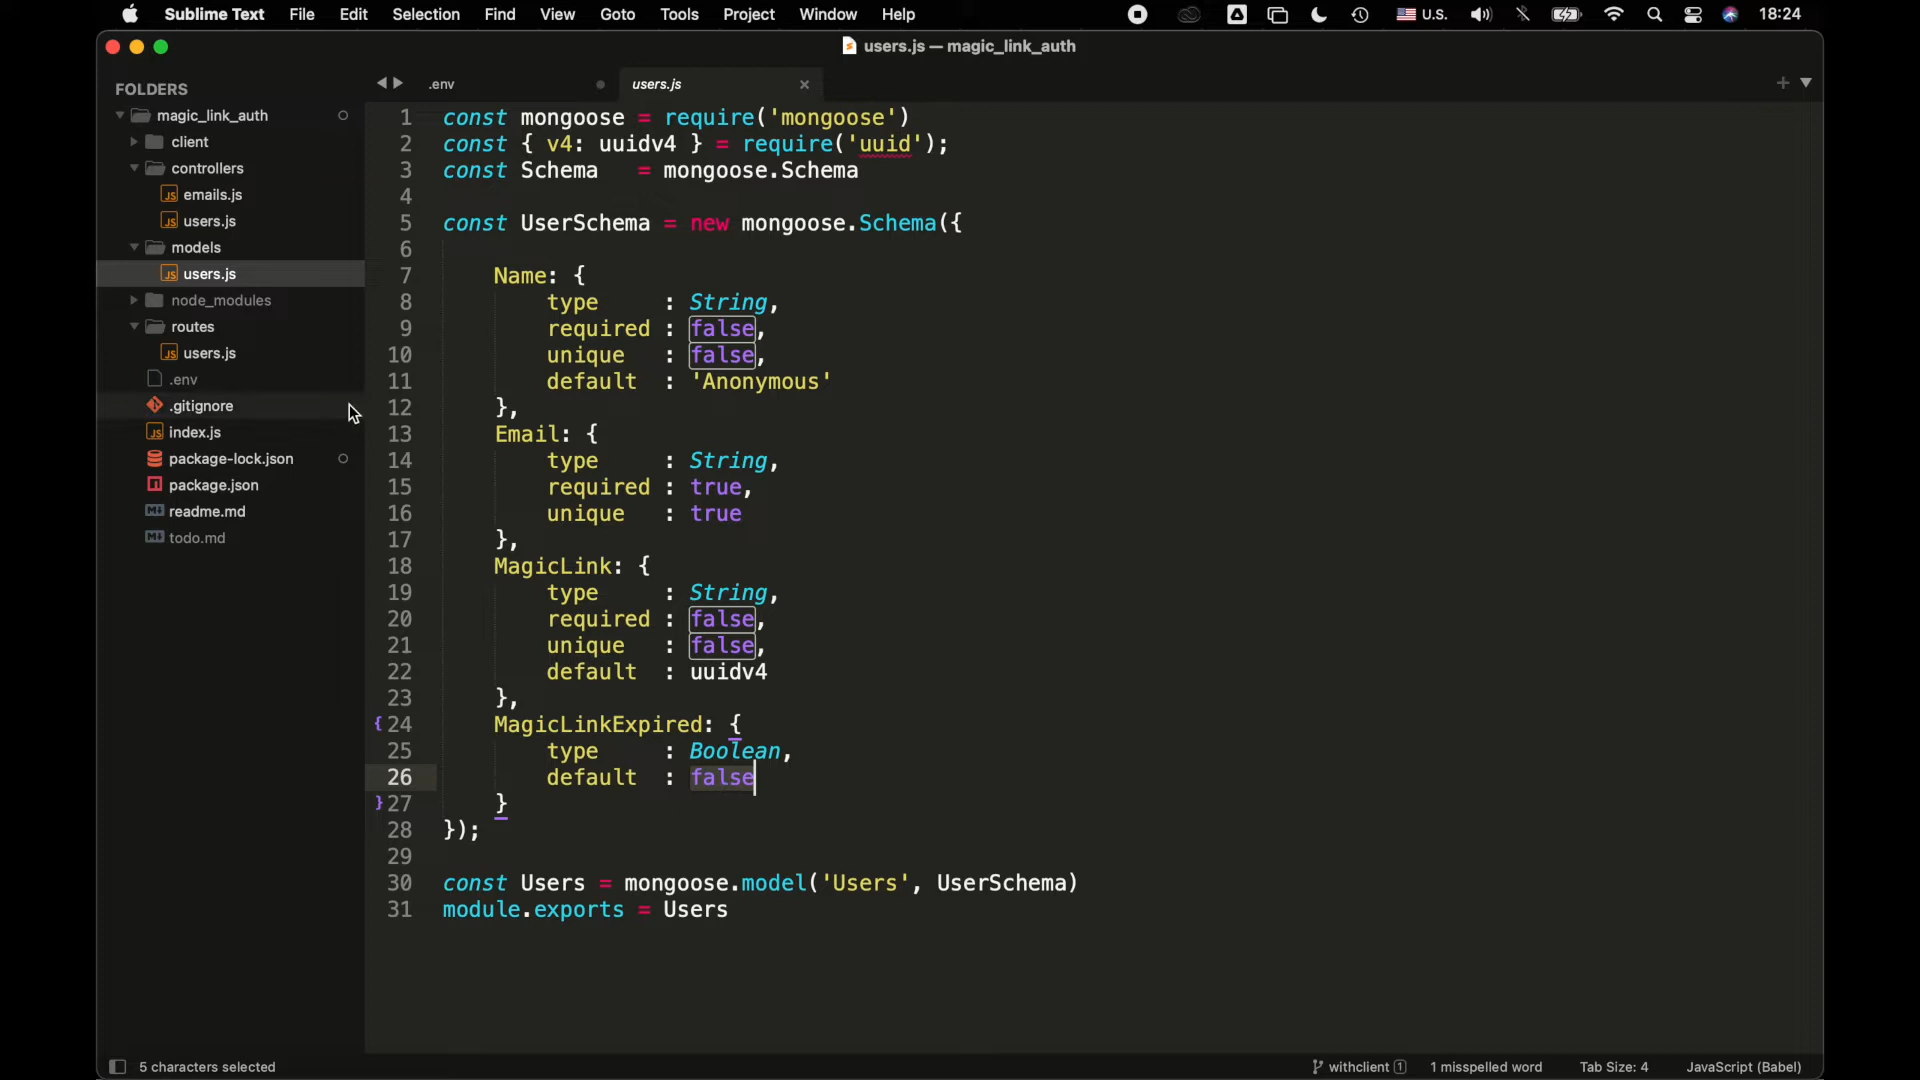 Sublime Text File Edit Selection Find View Goto Tools Project Window Help U.S. 18:24
users.js — magic_link_auth
FOLDERS
magic_link_auth
client
controllers
emails.js
users.js
models
users.js
node_modules
routes
users.js
.env
.gitignore
index.js
package-lock.json
package.json
readme.md
todo.md
.env users.js
1 const mongoose = require('mongoose')
2 const { v4: uuidv4 } = require('uuid');
3 const Schema   = mongoose.Schema
4
5 const UserSchema = new mongoose.Schema({
6
7     Name: {
8         type     : String,
9         required : false,
10         unique   : false,
11         default  : 'Anonymous'
12     },
13     Email: {
14         type     : String,
15         required : true,
16         unique   : true
17     },
18     MagicLink: {
19         type     : String,
20         required : false,
21         unique   : false,
22         default  : uuidv4
23     },
{ 24     MagicLinkExpired: {
25         type     : Boolean,
26         default  : false
} 27     }
28 });
29
30 const Users = mongoose.model('Users', UserSchema)
31 module.exports = Users
5 characters selected withclient 1 1 misspelled word Tab Size: 4 JavaScript (Babel)